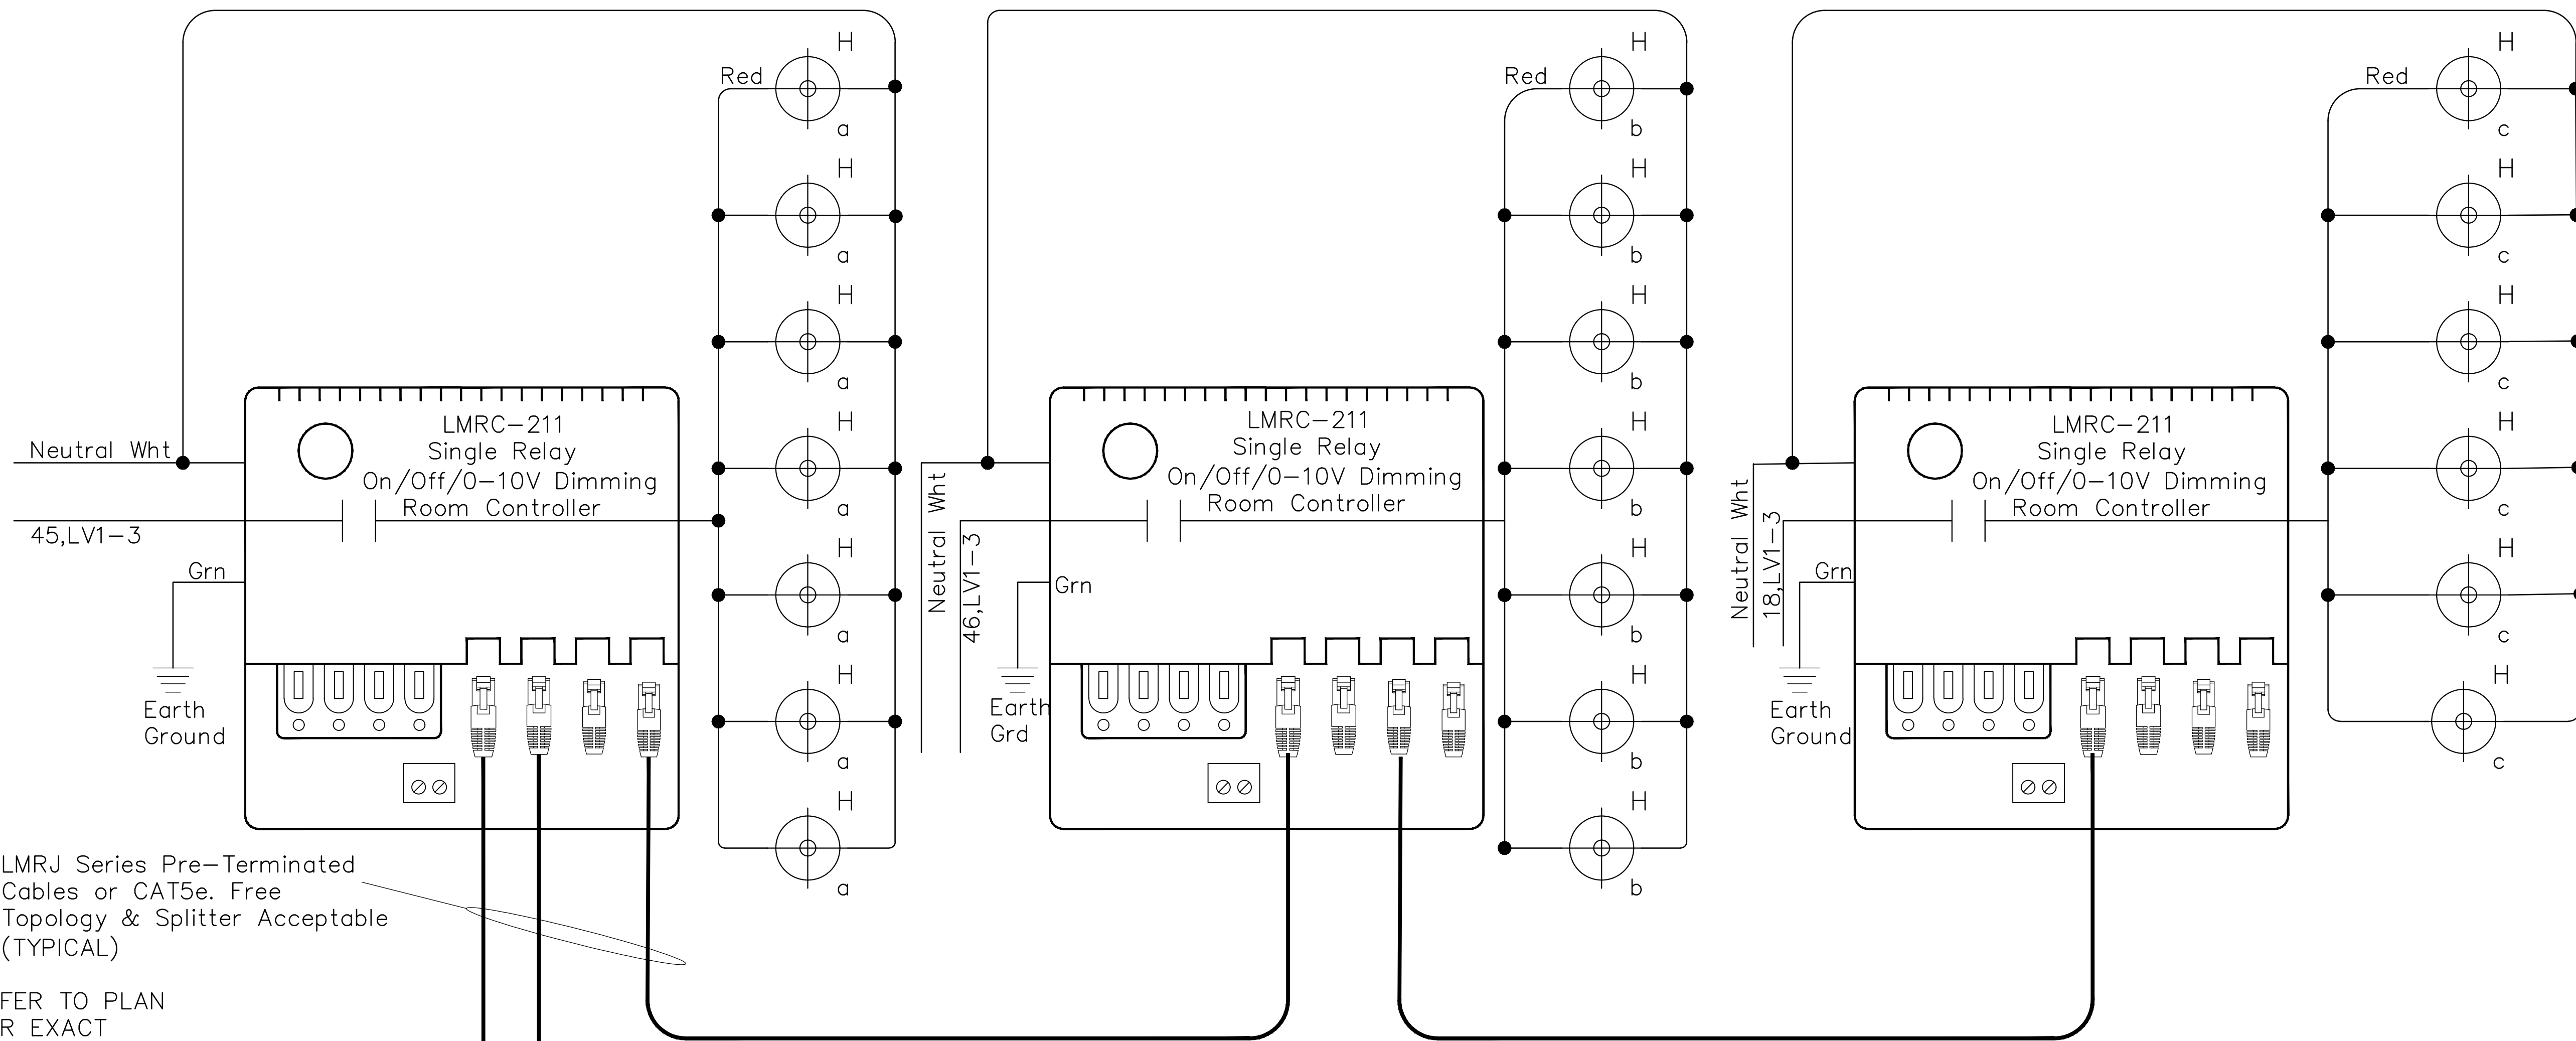 H
Red
a
H
a
H
a
H
a
H
a
H
a
H
a
LMRC-211
Single Relay
On/Off/0-10V Dimming
Room Controller
Neutral Wht
45,LV1-3
Grn
Earth
Ground
H
Red
b
H
b
H
b
H
b
H
b
H
b
H
b
LMRC-211
Single Relay
On/Off/0-10V Dimming
Room Controller
Neutral Wht
46,LV1-3
Grn
Earth
Grd
H
Red
c
H
c
H
c
H
c
H
c
H
c
LMRC-211
Single Relay
On/Off/0-10V Dimming
Room Controller
Neutral Wht
18,LV1-3
Grn
Earth
Ground
LMRJ Series Pre-Terminated
Cables or CAT5e. Free
Topology & Splitter Acceptable
(TYPICAL)
FER TO PLAN
R EXACT